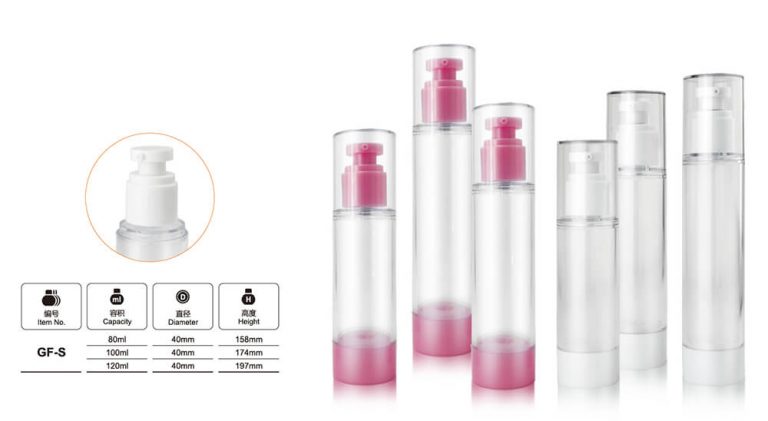 ml
D
H
编号
容积
直径
高度
Item No.
Capacity
Diameter
Height
80ml
40mm
158mm
GF-S
100ml
40mm
174mm
120ml
40mm
197mm